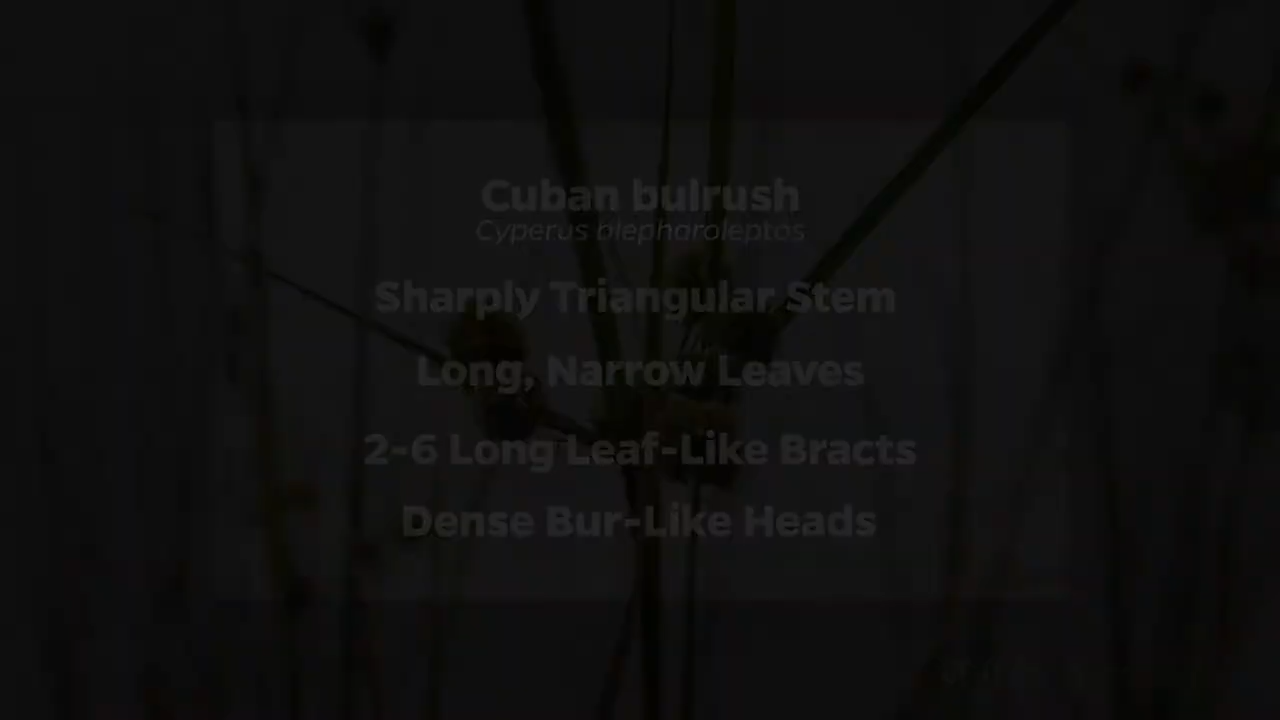 Cuban bulrush
Cyperus blepharoleptos
Sharply Triangular Stem
Long, Narrow Leaves
2-6 Long Leaf-Like Bracts
Dense Bur-Like Heads